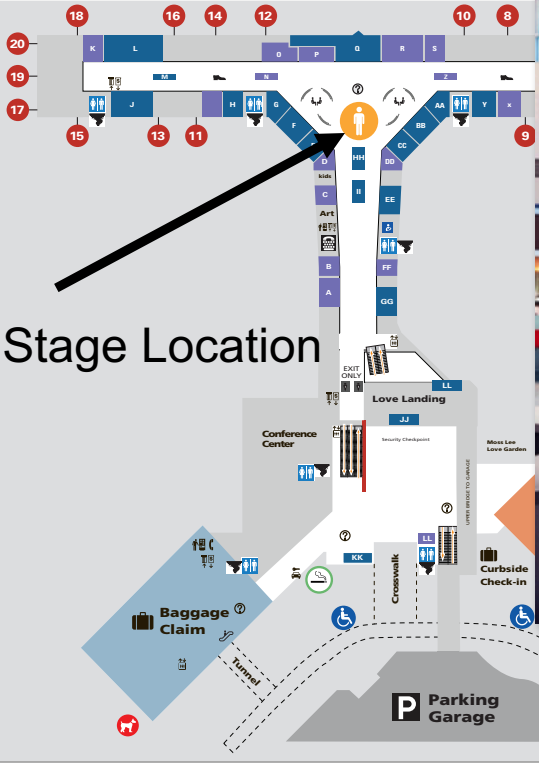 18
16
14
12
10
8
20
K
L
O
P
Q
R
S
19
M
N
?
Z
17
J
H
G
AA
Y
x
F
BB
15
13
11
E
CC
9
D
HH
DD
kids
C
II
EE
Art
B
FF
A
GG
Stage Location
EXIT
ONLY
LL
Love Landing
JJ
Conference
Center
Security Checkpoint
Moss Lee
Love Garden
UPPER BRIDGE TO GARAGE
?
?
LL
KK
Crosswalk
Curbside
Check-in
Baggage
Claim
?
Tunnel
P
Parking
Garage